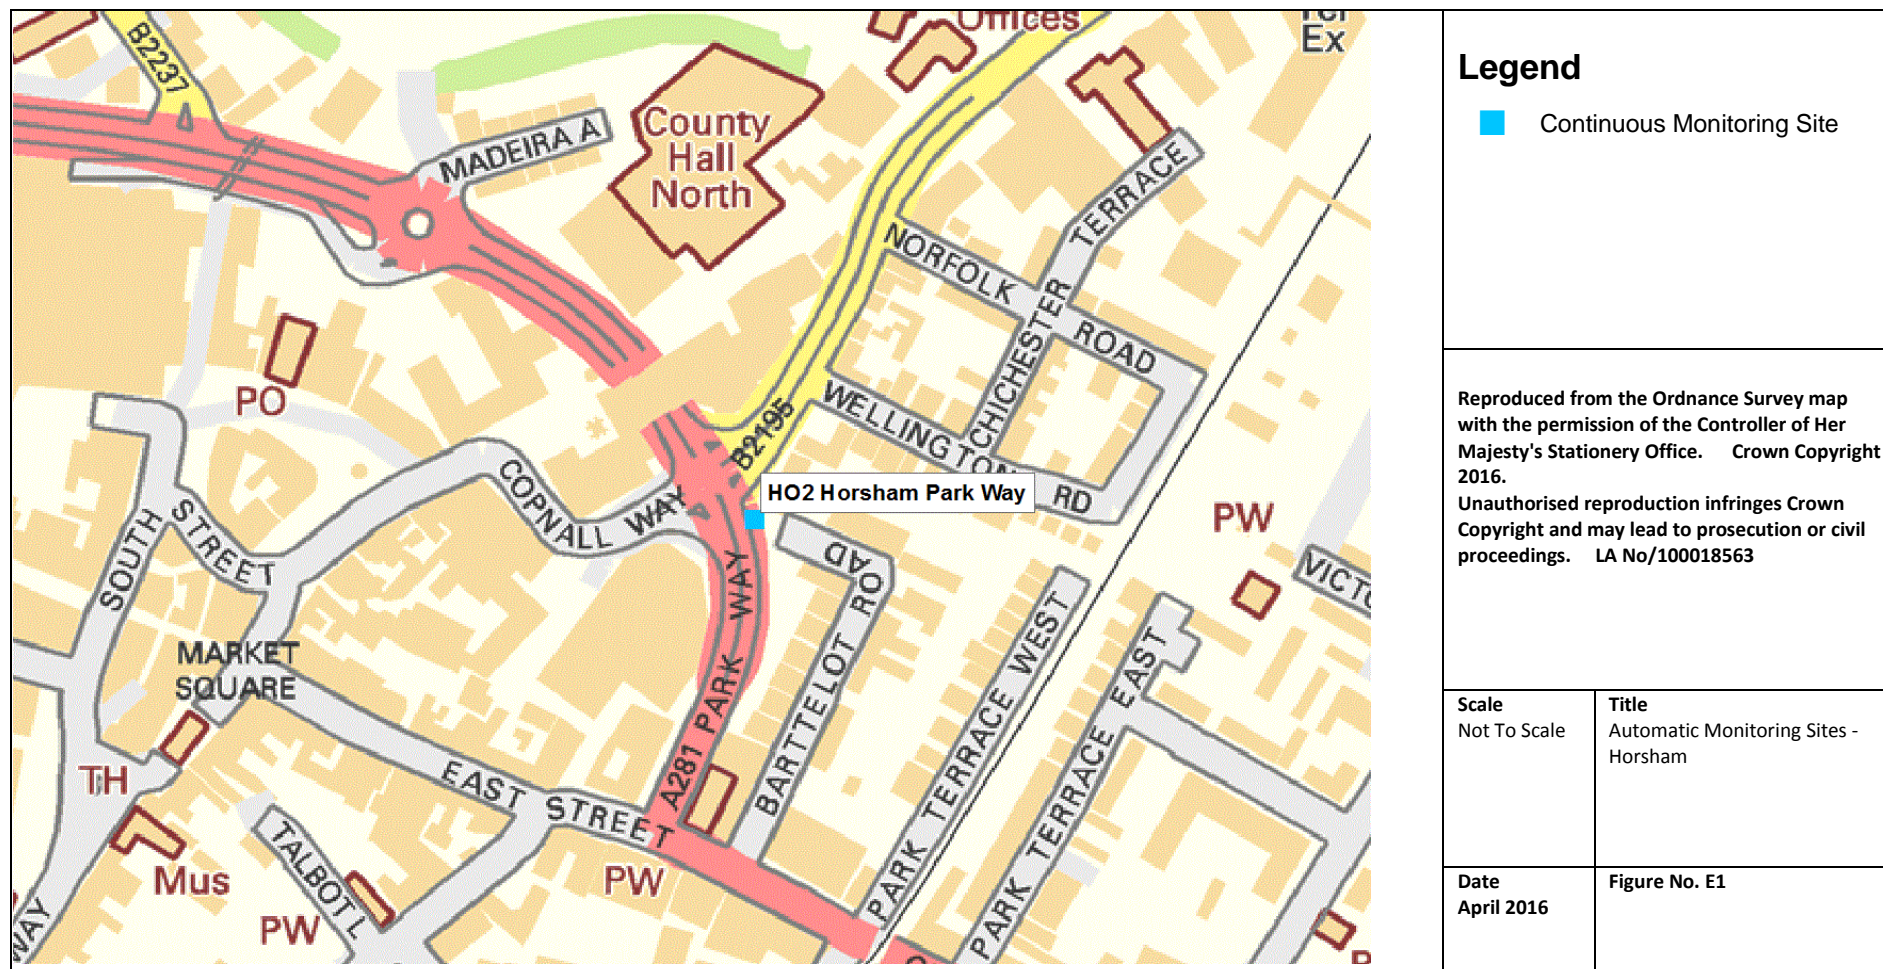 B2237
Offices
Ex
MADEIRA A
County
Hall
North
NORFOLK ROAD
CHICHESTER TERRACE
PO
WELLINGTON RD
B2195
HO2 Horsham Park Way
COPNALL WAY
SOUTH STREET
PW
VICTO
BARTTELOT ROAD
MARKET
SQUARE
A281 PARK WAY
PARK TERRACE WEST
PARK TERRACE EAST
TH
EAST STREET
Mus
TALBOT L
PW
PW
WAY
Legend
Continuous Monitoring Site
Reproduced from the Ordnance Survey map
with the permission of the Controller of Her
Majesty's Stationery Office. Crown Copyright
2016.
Unauthorised reproduction infringes Crown
Copyright and may lead to prosecution or civil
proceedings. LA No/100018563
Scale
Not To Scale
Title
Automatic Monitoring Sites -
Horsham
Date
April 2016
Figure No. E1